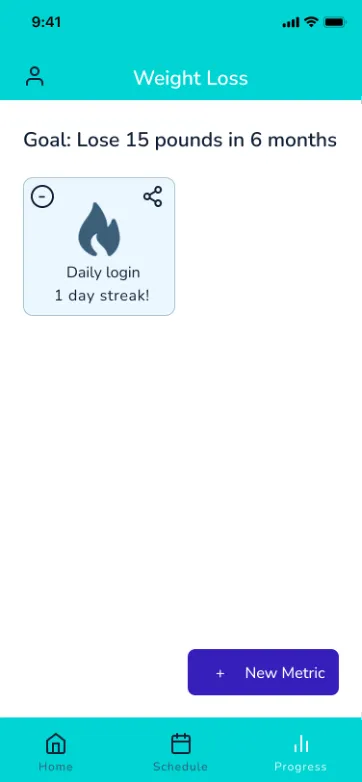 9:41
Weight Loss
Goal: Lose 15 pounds in 6 months
Daily login
1 day streak!
+ New Metric
Home
Schedule
Progress